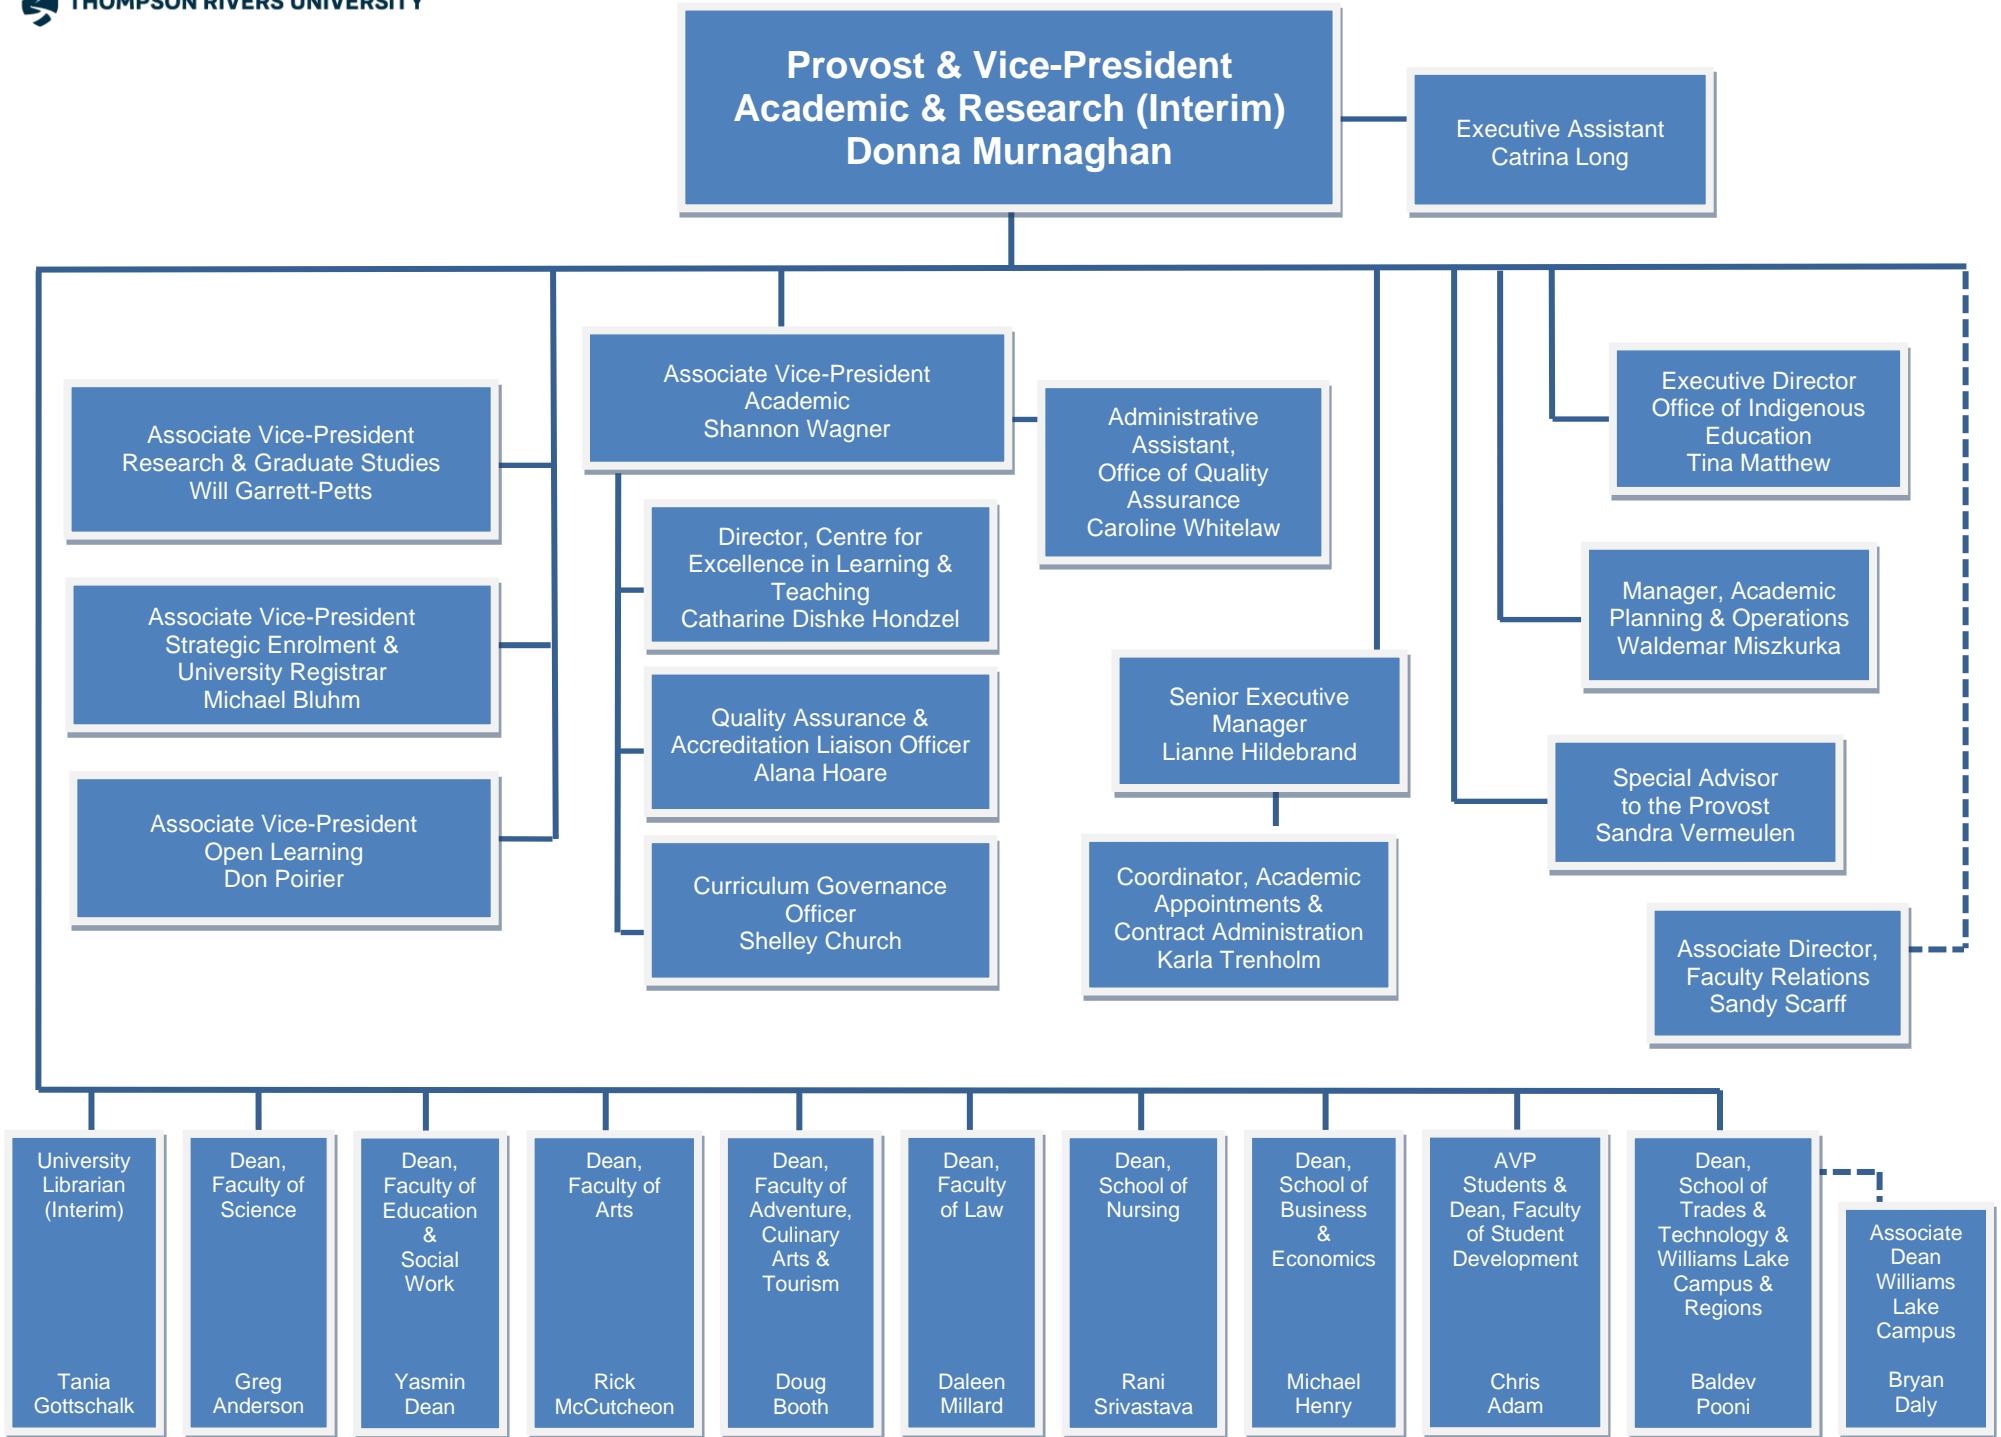 THOMPSON RIVERS UNIVERSITY
Provost & Vice-President
Academic & Research (Interim)
Donna Murnaghan
Executive Assistant
Catrina Long
Associate Vice-President
Research & Graduate Studies
Will Garrett-Petts
Associate Vice-President
Strategic Enrolment &
University Registrar
Michael Bluhm
Associate Vice-President
Open Learning
Don Poirier
Associate Vice-President
Academic
Shannon Wagner
Administrative
Assistant,
Office of Quality
Assurance
Caroline Whitelaw
Director, Centre for
Excellence in Learning &
Teaching
Catharine Dishke Hondzel
Quality Assurance &
Accreditation Liaison Officer
Alana Hoare
Curriculum Governance
Officer
Shelley Church
Senior Executive
Manager
Lianne Hildebrand
Coordinator, Academic
Appointments &
Contract Administration
Karla Trenholm
Executive Director
Office of Indigenous
Education
Tina Matthew
Manager, Academic
Planning & Operations
Waldemar Miszkurka
Special Advisor
to the Provost
Sandra Vermeulen
Associate Director,
Faculty Relations
Sandy Scarff
University
Librarian
(Interim)
Tania
Gottschalk
Dean,
Faculty of
Science
Greg
Anderson
Dean,
Faculty of
Education
&
Social
Work
Yasmin
Dean
Dean,
Faculty of
Arts
Rick
McCutcheon
Dean,
Faculty of
Adventure,
Culinary
Arts &
Tourism
Doug
Booth
Dean,
Faculty
of Law
Daleen
Millard
Dean,
School of
Nursing
Rani
Srivastava
Dean,
School of
Business
&
Economics
Michael
Henry
AVP
Students &
Dean, Faculty
of Student
Development
Chris
Adam
Dean,
School of
Trades &
Technology &
Williams Lake
Campus &
Regions
Baldev
Pooni
Associate
Dean
Williams
Lake
Campus
Bryan
Daly